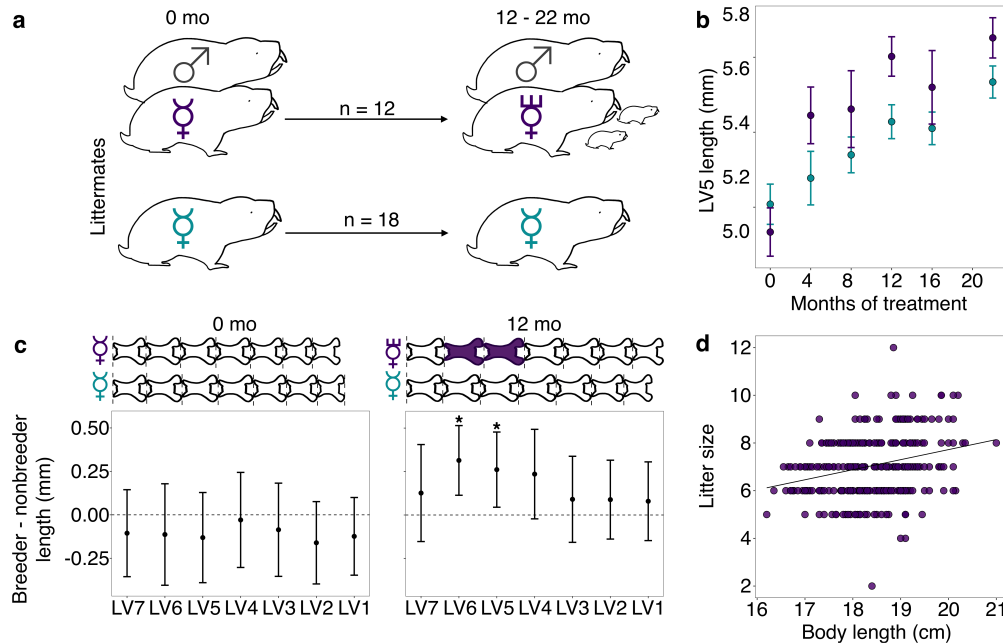 a
0 mo
12 - 22 mo
n = 12
Littermates
n = 18
b
5.8
5.6
5.4
5.2
5.0
LV5 length (mm)
0 4 8 12 16 20
Months of treatment
c
0 mo
12 mo
* *
0.50
0.25
0.00
-0.25
Breeder - nonbreeder
length (mm)
LV7 LV6 LV5 LV4 LV3 LV2 LV1
LV7 LV6 LV5 LV4 LV3 LV2 LV1
d
12
10
8
6
4
2
Litter size
16 17 18 19 20 21
Body length (cm)